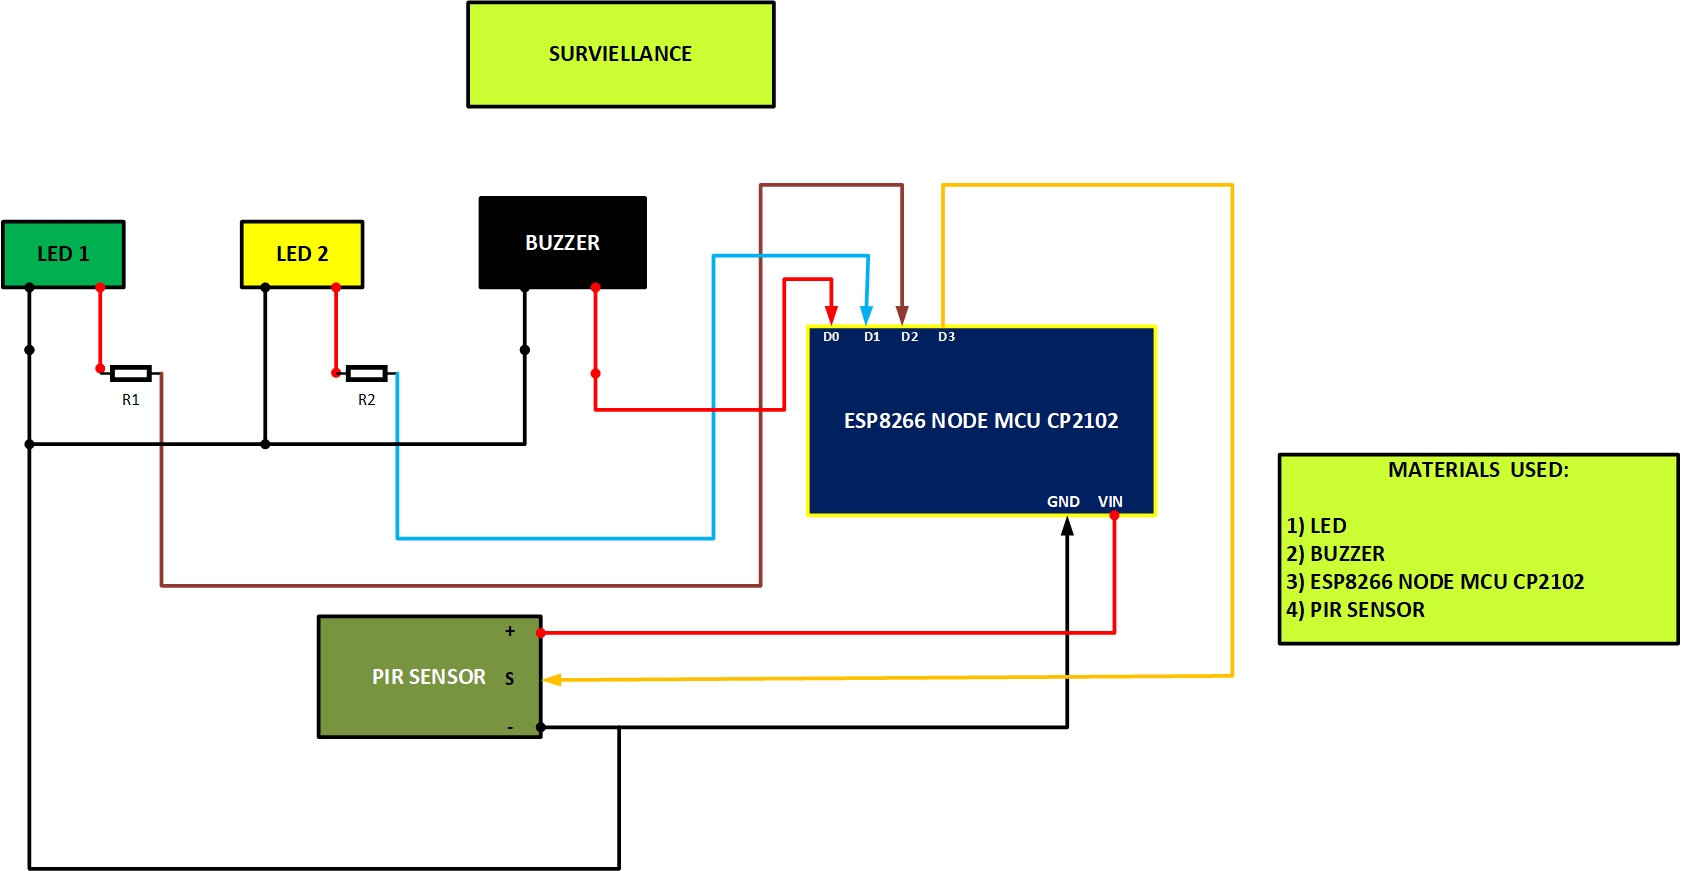 SURVIELLANCE
LED 1
LED 2
BUZZER
R1
R2
D0 D1 D2 D3
ESP8266 NODE MCU CP2102
GND VIN
MATERIALS USED:
1) LED
2) BUZZER
3) ESP8266 NODE MCU CP2102
4) PIR SENSOR
+
PIR SENSOR S
-